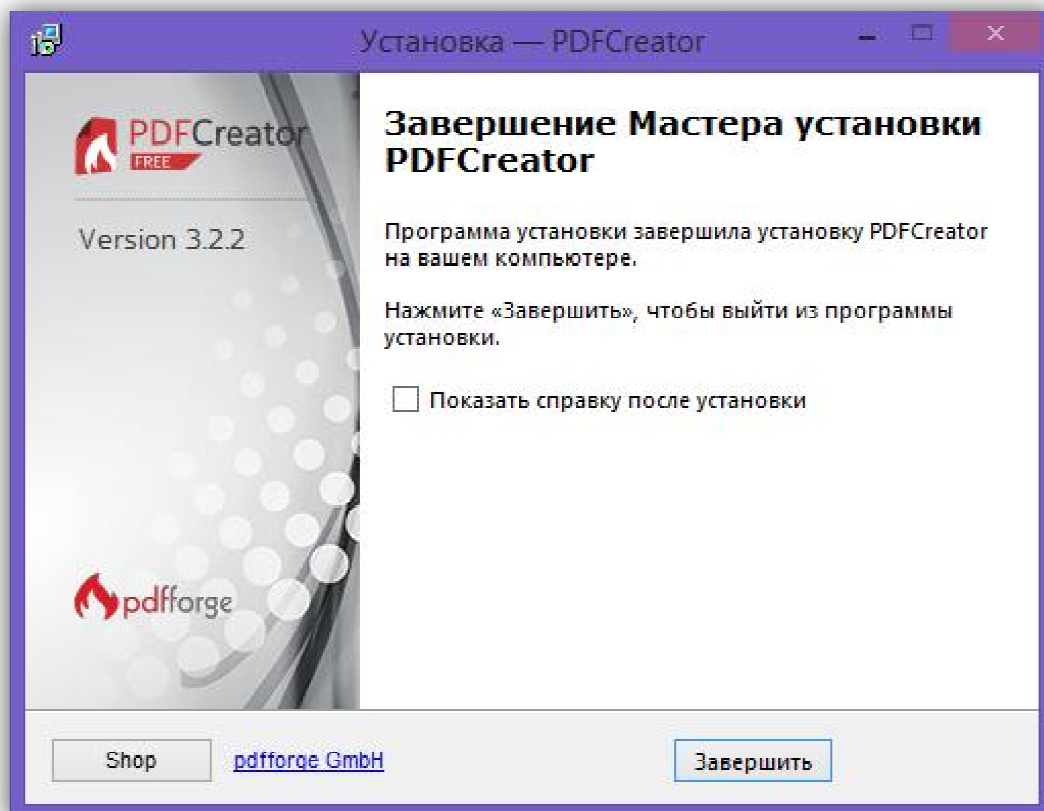 Установка — PDFCreator
PDFCreator
FREE
Version 3.2.2
Завершение Мастера установки
PDFCreator
Программа установки завершила установку PDFCreator
на вашем компьютере.
Нажмите «Завершить», чтобы выйти из программы
установки.
Показать справку после установки
pdfforge
Shop
pdfforge GmbH
Завершить